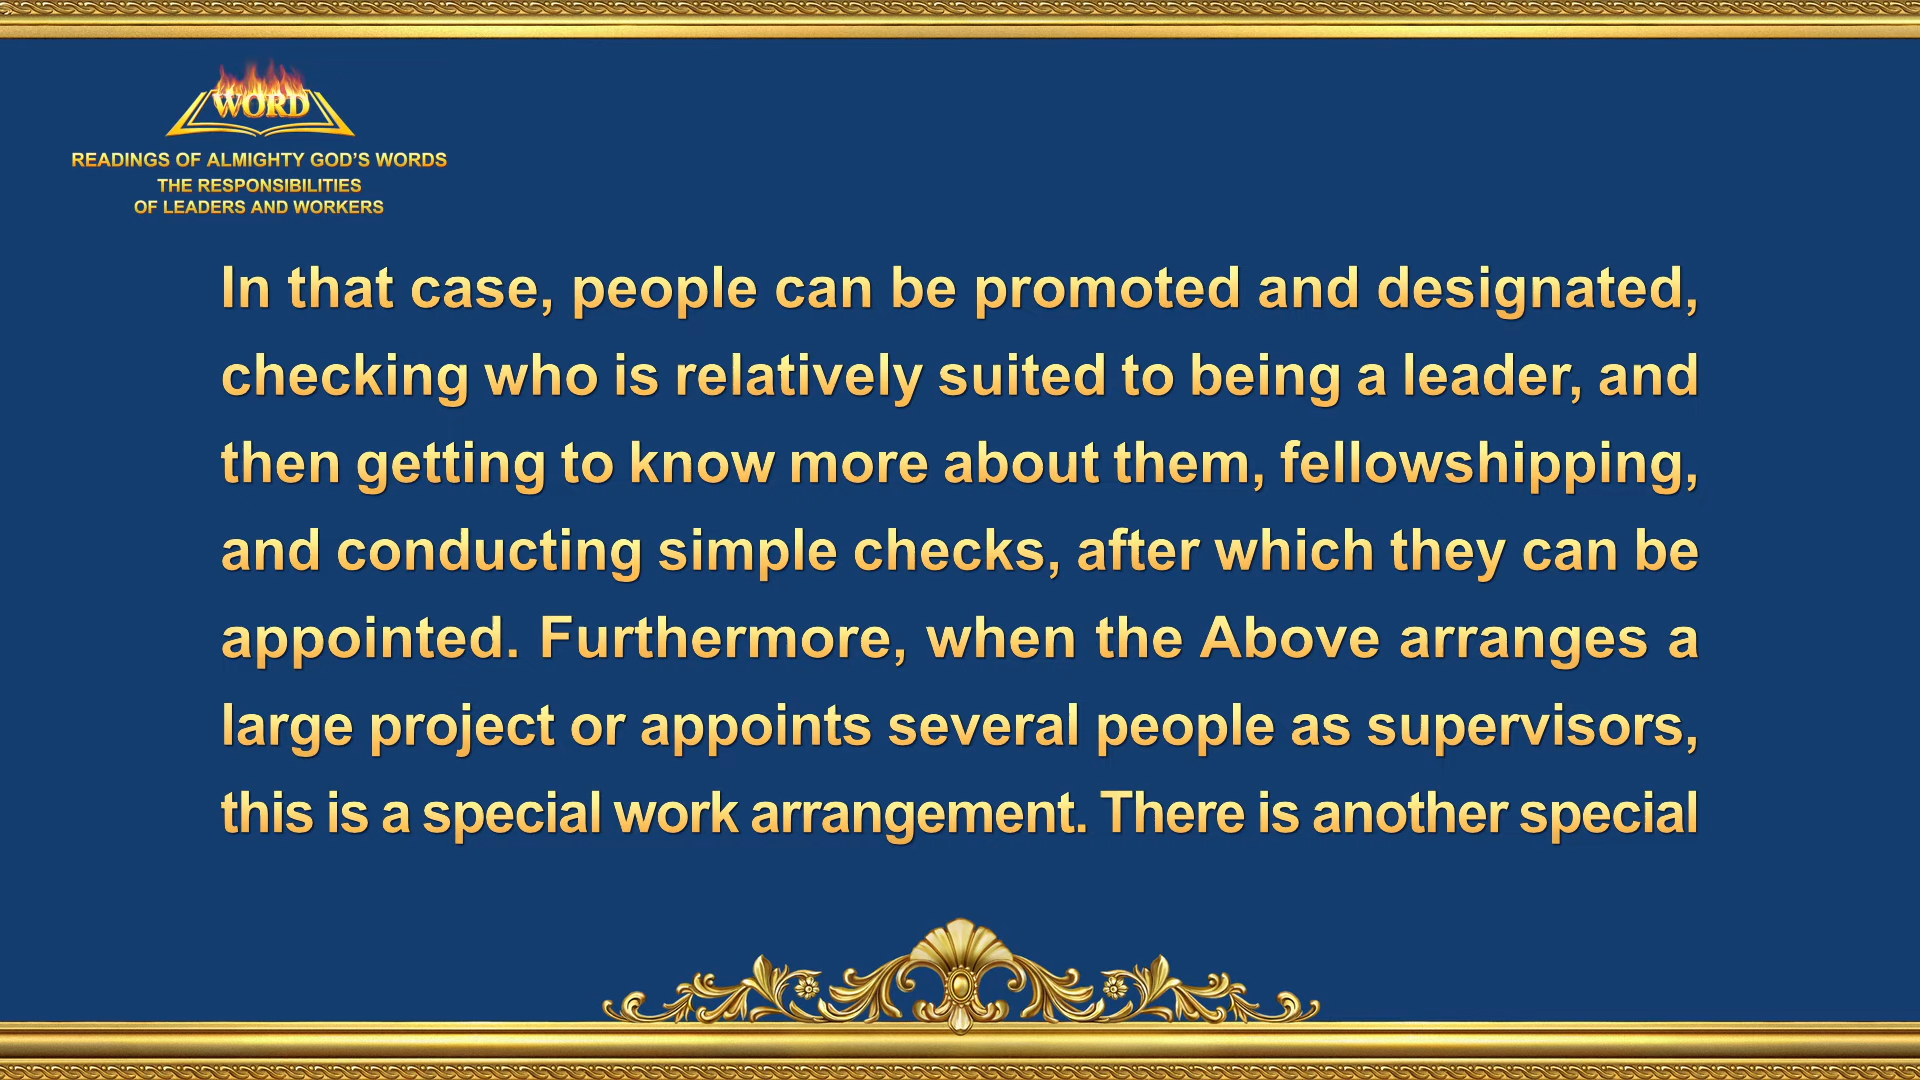 WORD
READINGS OF ALMIGHTY GOD'S WORDS
THE RESPONSIBILITIES
OF LEADERS AND WORKERS
In that case, people can be promoted and designated,
checking who is relatively suited to being a leader, and
then getting to know more about them, fellowshipping,
and conducting simple checks, after which they can be
appointed. Furthermore, when the Above arranges a
large project or appoints several people as supervisors,
this is a special work arrangement. There is another special